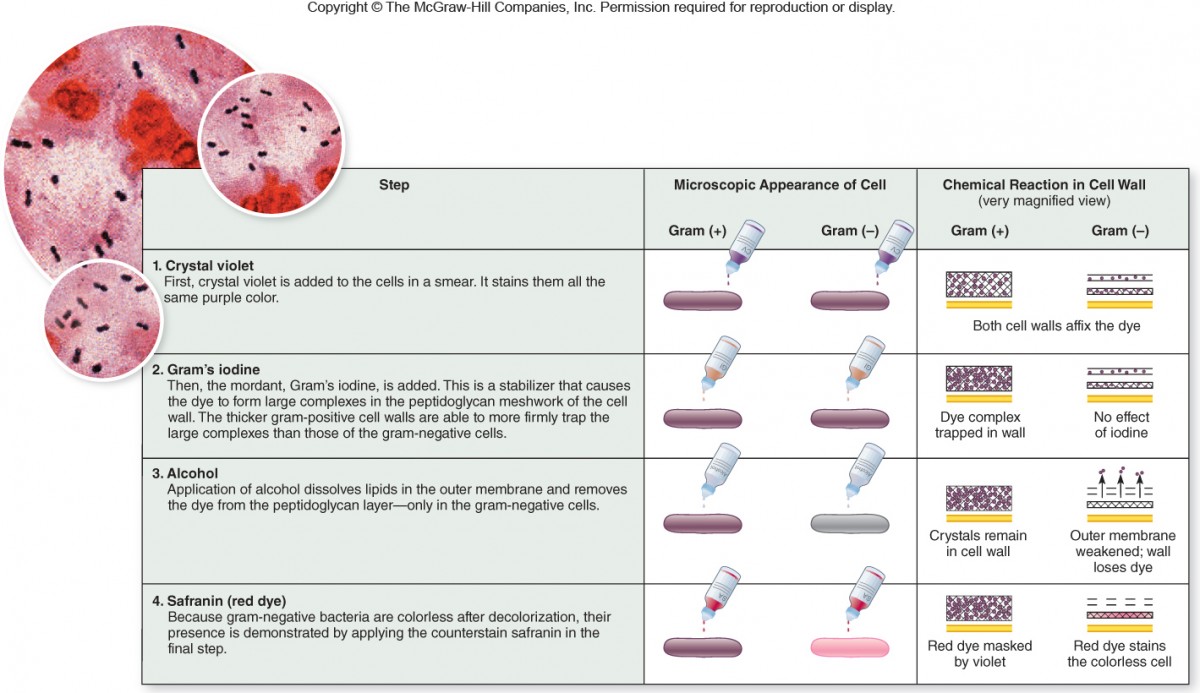 Copyright © The McGraw-Hill Companies, Inc. Permission required for reproduction or display.
Step
Microscopic Appearance of Cell
Chemical Reaction in Cell Wall
(very magnified view)
Gram (+)
Gram (–)
Gram (+)
Gram (–)
1. Crystal violet
First, crystal violet is added to the cells in a smear. It stains them all the
same purple color.
CV
CV
Both cell walls affix the dye
2. Gram’s iodine
Then, the mordant, Gram’s iodine, is added. This is a stabilizer that causes
the dye to form large complexes in the peptidoglycan meshwork of the cell
wall. The thicker gram-positive cell walls are able to more firmly trap the
large complexes than those of the gram-negative cells.
Dye complex
trapped in wall
No effect
of iodine
3. Alcohol
Application of alcohol dissolves lipids in the outer membrane and removes
the dye from the peptidoglycan layer—only in the gram-negative cells.
Alcohol
Alcohol
Crystals remain
in cell wall
Outer membrane
weakened; wall
loses dye
4. Safranin (red dye)
Because gram-negative bacteria are colorless after decolorization, their
presence is demonstrated by applying the counterstain safranin in the
final step.
Red dye masked
by violet
Red dye stains
the colorless cell